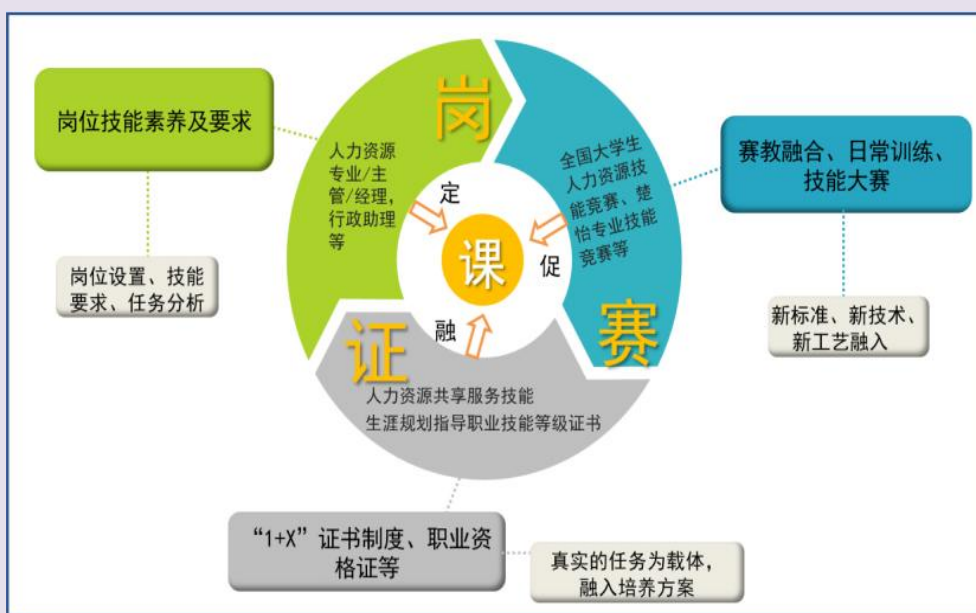 岗
岗位技能素养及要求
人力资源
专业/主
管/经理,
行政助理
等
岗位设置、技能
要求、任务分析
定
课
促
融
全国大学生
人力资源技
能竞赛、楚
怡专业技能
竞赛等
赛
赛教融合、日常训练、
技能大赛
新标准、新技术、
新工艺融入
证
人力资源共享服务技能
生涯规划指导职业技能等级证书
“1+X”证书制度、职业资
格证等
真实的任务为载体,
融入培养方案